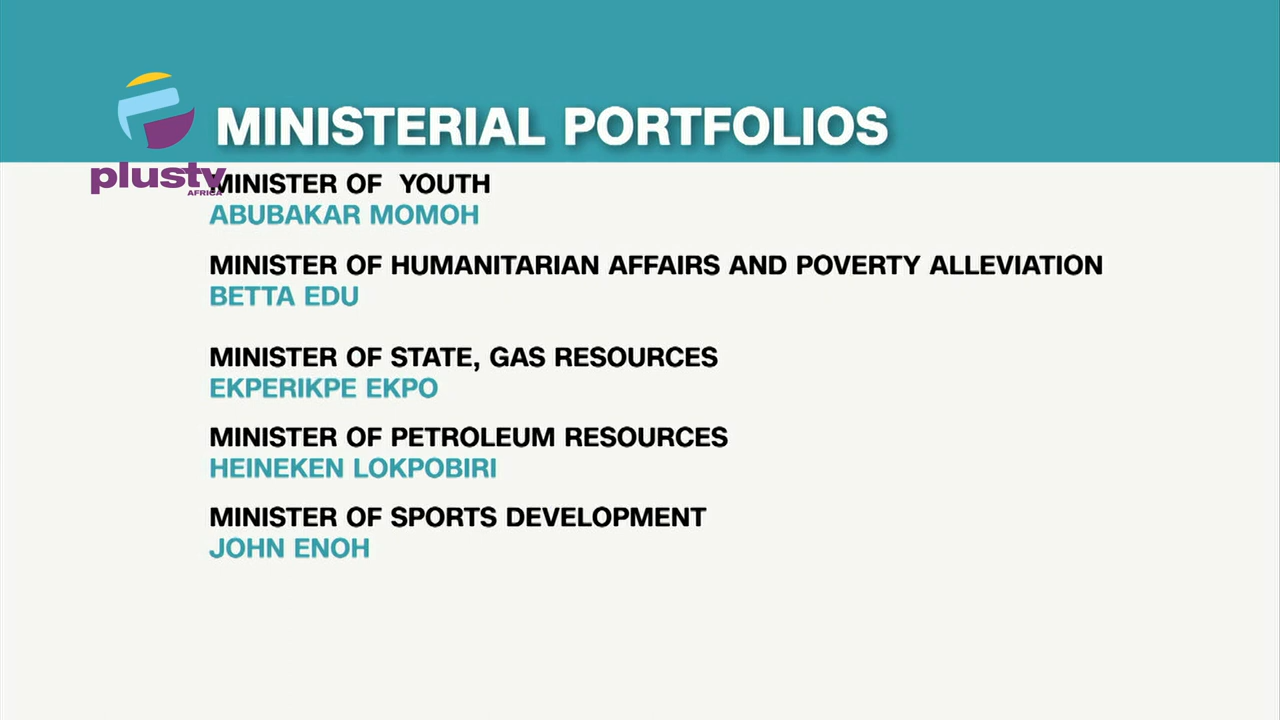 MINISTERIAL PORTFOLIOS
plustv
AFRICA
MINISTER OF YOUTH
ABUBAKAR MOMOH
MINISTER OF HUMANITARIAN AFFAIRS AND POVERTY ALLEVIATION
BETTA EDU
MINISTER OF STATE, GAS RESOURCES
EKPERIKPE EKPO
MINISTER OF PETROLEUM RESOURCES
HEINEKEN LOKPOBIRI
MINISTER OF SPORTS DEVELOPMENT
JOHN ENOH